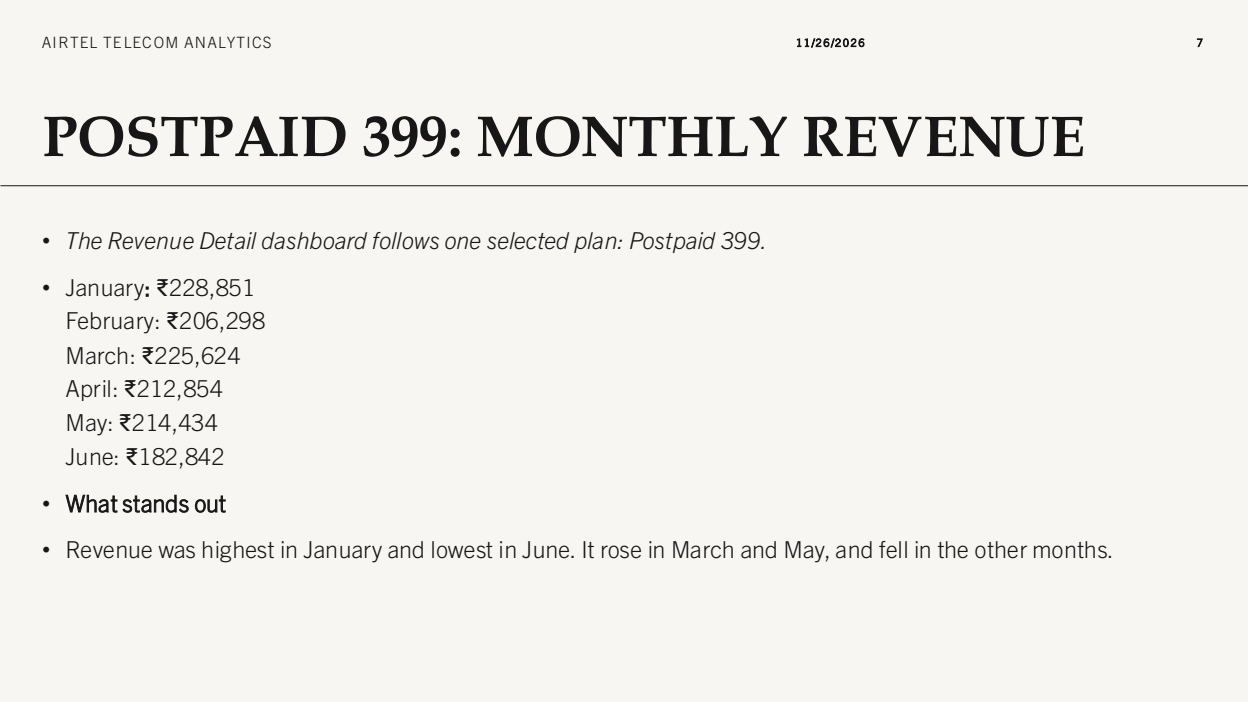 AIRTEL TELECOM ANALYTICS
11/26/2026
7
POSTPAID 399: MONTHLY REVENUE
• The Revenue Detail dashboard follows one selected plan: Postpaid 399.
• January: ₹228,851
February: ₹206,298
March: ₹225,624
April: ₹212,854
May: ₹214,434
June: ₹182,842
• What stands out
• Revenue was highest in January and lowest in June. It rose in March and May, and fell in the other months.